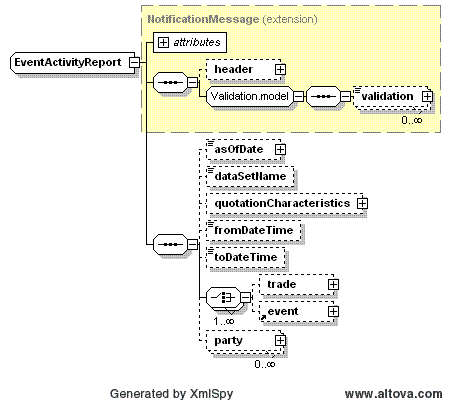 NotificationMessage (extension)
attributes
EventActivityReport
header
Validation.model
validation
0..∞
asOfDate
dataSetName
quotationCharacteristics
fromDateTime
toDateTime
trade
event
1..∞
party
0..∞
Generated by XmlSpy
www.altova.com